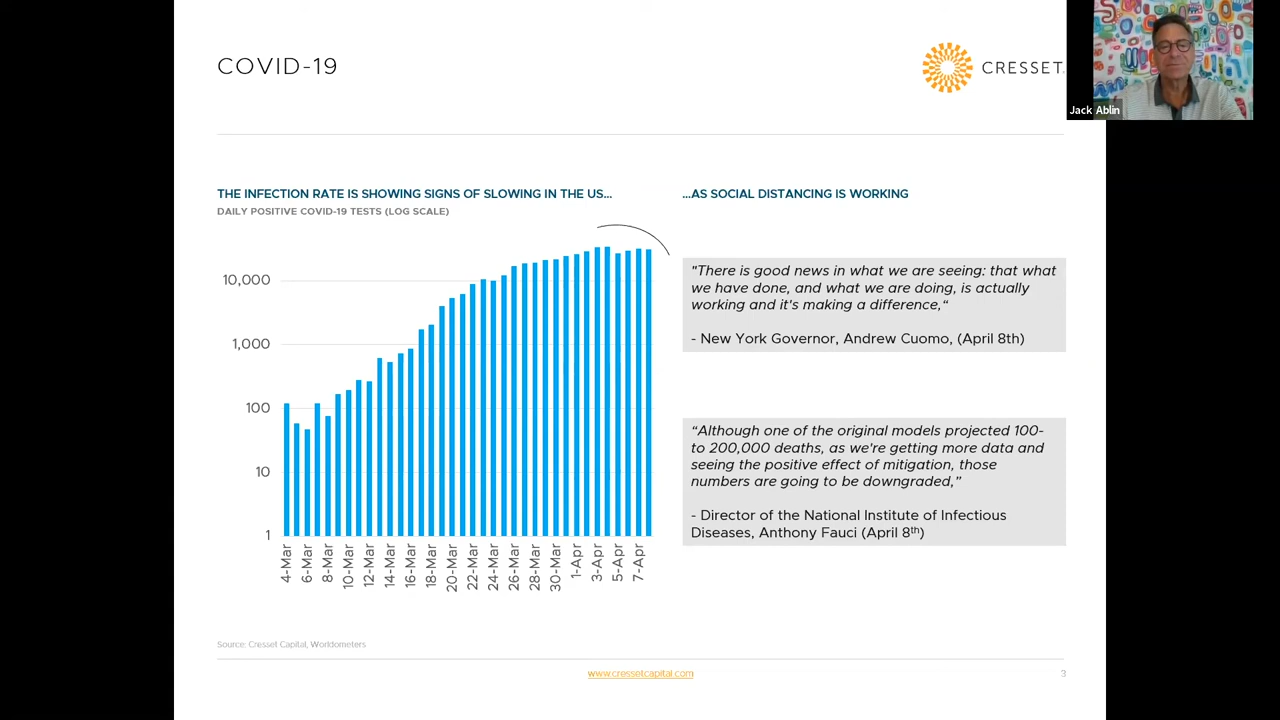 COVID-19
CRESSET.
Jack Ablin
THE INFECTION RATE IS SHOWING SIGNS OF SLOWING IN THE US...
DAILY POSITIVE COVID-19 TESTS (LOG SCALE)
10,000
1,000
100
10
1
4-Mar
6-Mar
8-Mar
10-Mar
12-Mar
14-Mar
16-Mar
18-Mar
20-Mar
22-Mar
24-Mar
26-Mar
28-Mar
30-Mar
1-Apr
3-Apr
5-Apr
7-Apr
...AS SOCIAL DISTANCING IS WORKING
"There is good news in what we are seeing: that what
we have done, and what we are doing, is actually
working and it's making a difference,“
- New York Governor, Andrew Cuomo, (April 8th)
“Although one of the original models projected 100-
to 200,000 deaths, as we're getting more data and
seeing the positive effect of mitigation, those
numbers are going to be downgraded,”
- Director of the National Institute of Infectious
Diseases, Anthony Fauci (April 8th)
Source: Cresset Capital, Worldometers
www.cressetcapital.com
3